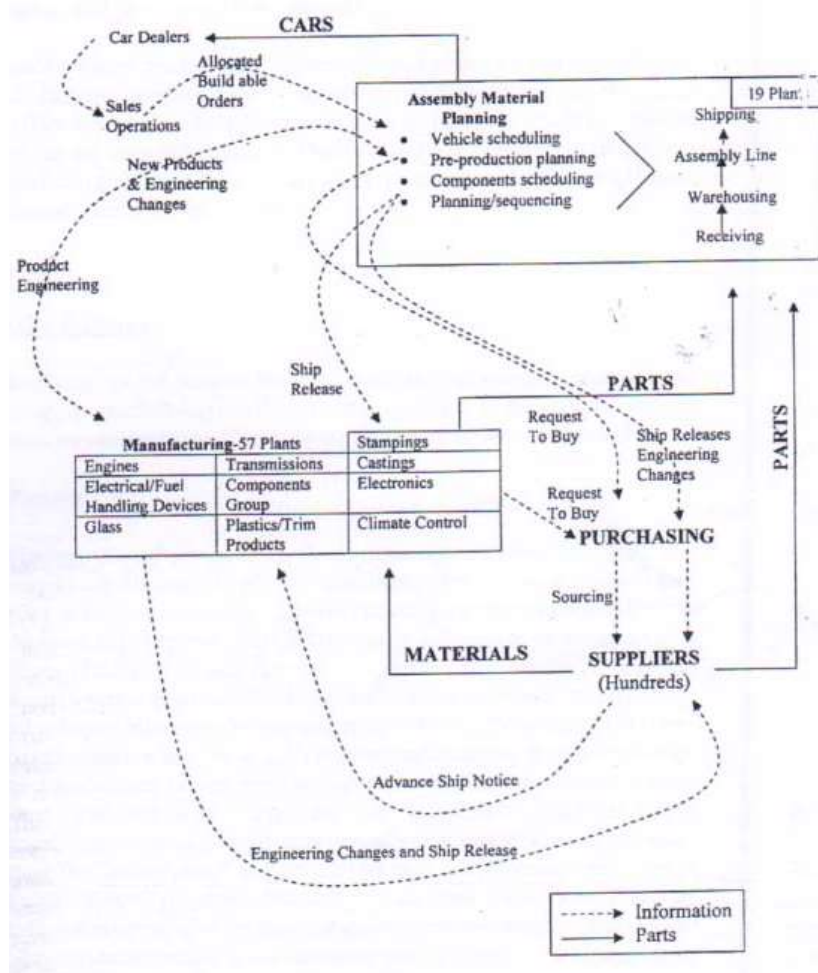 CARS
Car Dealers
Allocated
Build able
Orders
Sales
Operations
New Products
& Engineering
Changes
Product
Engineering
Assembly Material
Planning
• Vehicle scheduling
• Pre-production planning
• Components scheduling
• Planning/sequencing
19 Plan
Shipping
Assembly Line
Warehousing
Receiving
Ship
Release
PARTS
PARTS
Request
To Buy
Ship Releases
Engineering
Changes
Manufacturing-57 Plants
Stampings
Engines
Transmissions
Castings
Electrical/Fuel
Handling Devices
Components
Group
Electronics
Glass
Plastics/Trim
Products
Climate Control
Request
To Buy
PURCHASING
Sourcing
MATERIALS
SUPPLIERS
(Hundreds)
Advance Ship Notice
Engineering Changes and Ship Release
Information
Parts